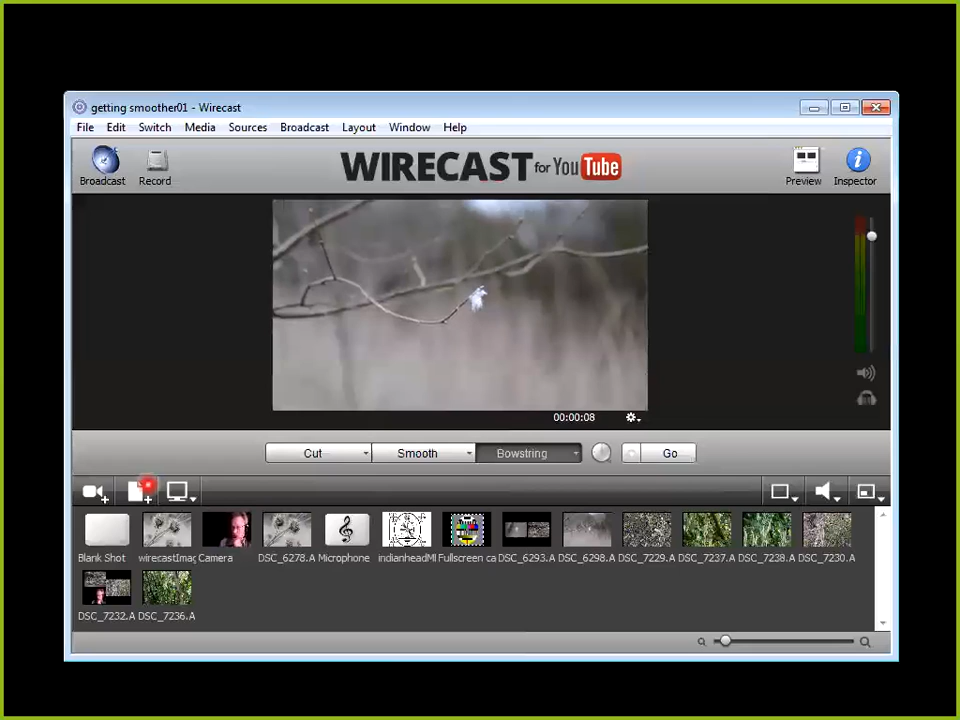 getting smoother01 - Wirecast
File Edit Switch Media Sources Broadcast Layout Window Help
Broadcast Record WIRECAST for YouTube Preview Inspector
00:00:08
Cut Smooth Bowstring Go
Blank Shot wirecastImag Camera DSC_6278.A Microphone indianheadMI Fullscreen ca DSC_6293.A DSC_6298.A DSC_7229.A DSC_7237.A DSC_7238.A DSC_7230.A
DSC_7232.A DSC_7236.A